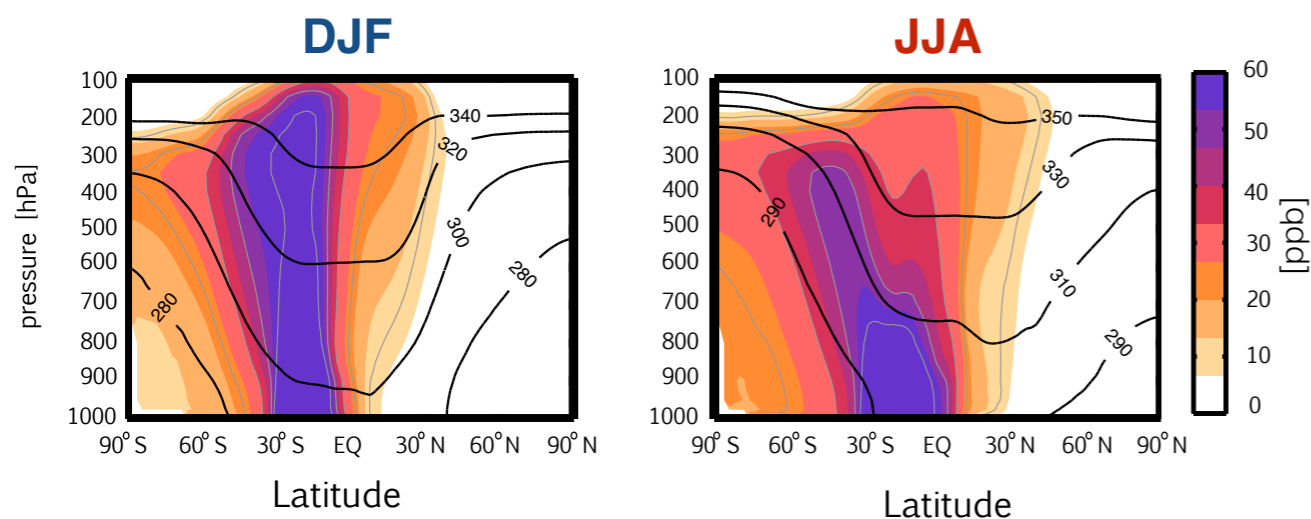 DJF
JJA
pressure [hPa]
100
200
300
400
500
600
700
800
900
1000
340
320
300
280
280
90° S
60° S
30° S
EQ
30° N
60° N
90° N
Latitude
100
200
300
400
500
600
700
800
900
1000
350
330
290
310
290
90° S
60° S
30° S
EQ
30° N
60° N
90° N
Latitude
60
50
40
30
20
10
0
[ppb]